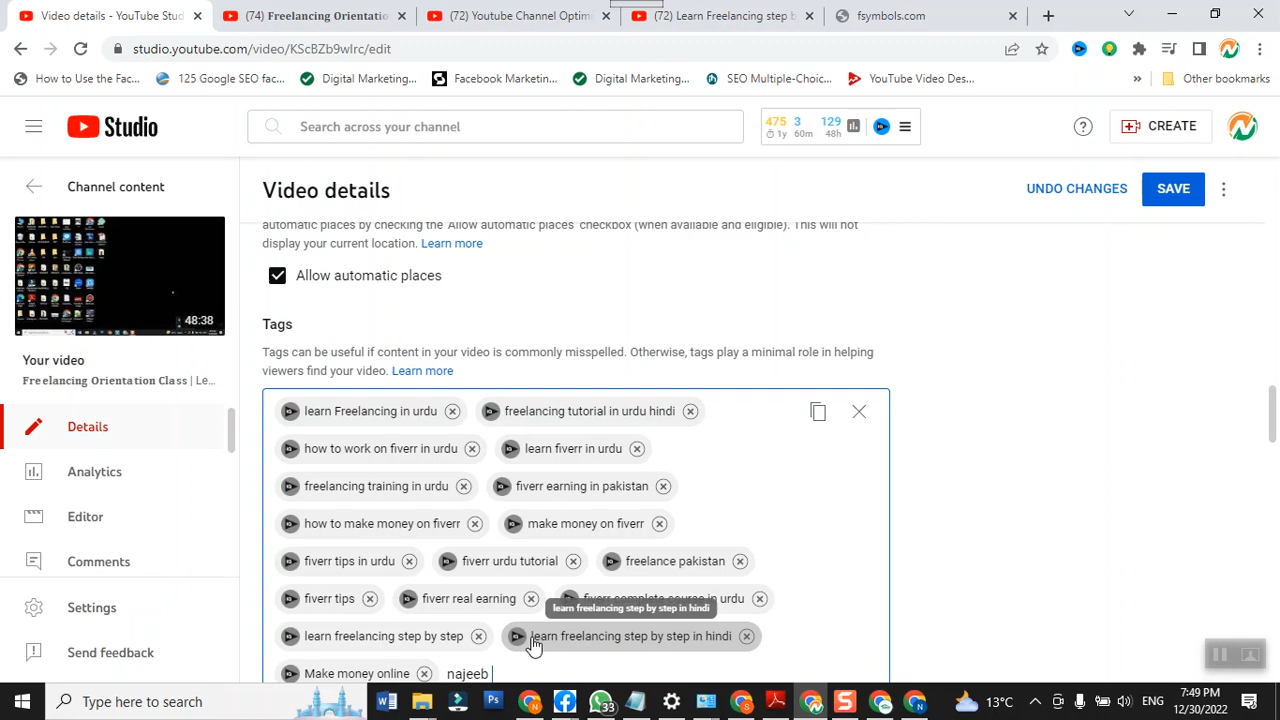 Video details - YouTube Stud
(74) Freelancing Orientation
(72) Youtube Channel Optim
(72) Learn Freelancing step b
fsymbols.com
studio.youtube.com/video/KScBZb9wIrc/edit
How to Use the Fac...
125 Google SEO fac...
Digital Marketing...
Facebook Marketin...
Digital Marketing...
SEO Multiple-Choic...
YouTube Video Des...
»
Other bookmarks
Studio
Search across your channel
475 3 129
1y 60m 48h
CREATE
Channel content
Video details
UNDO CHANGES
SAVE
automatic places by checking the 'Allow automatic places' checkbox (when available and eligible). This will not
display your current location. Learn more
Allow automatic places
48:38
Tags
Your video
Freelancing Orientation Class | Le...
Tags can be useful if content in your video is commonly misspelled. Otherwise, tags play a minimal role in helping
viewers find your video. Learn more
learn Freelancing in urdu
freelancing tutorial in urdu hindi
Details
how to work on fiverr in urdu
learn fiverr in urdu
Analytics
freelancing training in urdu
fiverr earning in pakistan
Editor
how to make money on fiverr
make money on fiverr
Comments
fiverr tips in urdu
fiverr urdu tutorial
freelance pakistan
Settings
fiverr tips
fiverr real earning
fiverr complete course in urdu
learn freelancing step by step in hindi
learn freelancing step by step
learn freelancing step by step in hindi
Send feedback
Make money online
najeeb
Type here to search
33
13°C
ENG
7:49 PM
12/30/2022